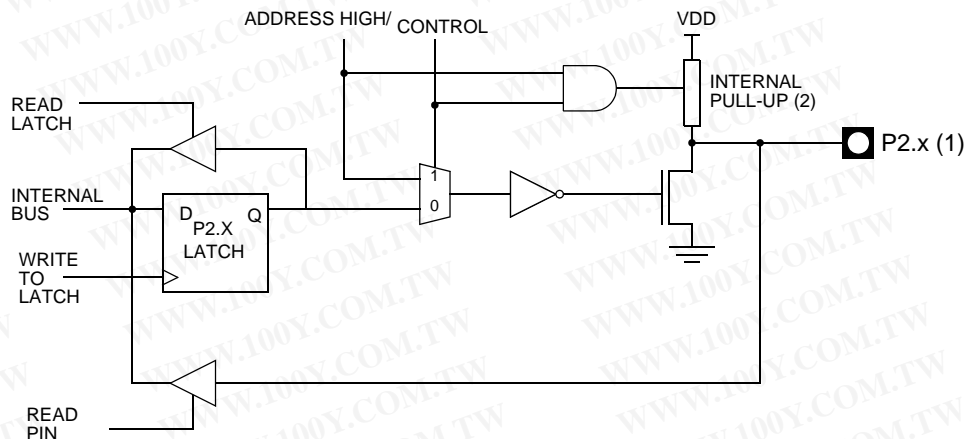 ADDRESS HIGH/
CONTROL
VDD
INTERNAL
PULL-UP (2)
READ
LATCH
P2.x (1)
1
0
INTERNAL
BUS
D
Q
P2.X
LATCH
WRITE
TO
LATCH
READ
PIN
WWW.100Y.COM.TW